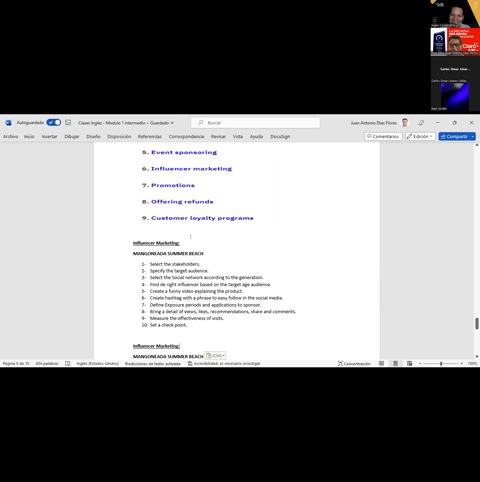 Autoguardado
Clases Ingles - Modulo 1 Intermedio • Guardado
Buscar
Juan Antonio Elias Flores
Archivo Inicio Insertar Dibujar Diseño Disposición Referencias Correspondencia Revisar Vista Ayuda DocuSign
Comentarios
Edición
Compartir
5. Event sponsoring
6. Influencer marketing
7. Promotions
8. Offering refunds
9. Customer loyalty programs
Influencer Marketing:
MANGONEADA SUMMER BEACH
1- Select the stakeholders.
2- Specify the target audience.
3- Select the Social network according to the generation.
4- Find de right influencer based on the target age audience.
5- Create a funny video explaining the product.
6- Create hashtag with a phrase to easy follow in the social media.
7- Define Exposure periods and applications to sponsor.
8- Bring a detail of views, likes, recommendations, share and comments.
9- Measure the effectiveness of visits.
10- Set a check point.
Influencer Marketing:
MANGONEADA SUMMER BEACH
(Ctrl)
Inglés (Estados Unidos)
Predicciones de texto: activado
Accesibilidad: es necesario investigar
Concentración
100%
Claro
Carlos Omar Linar...